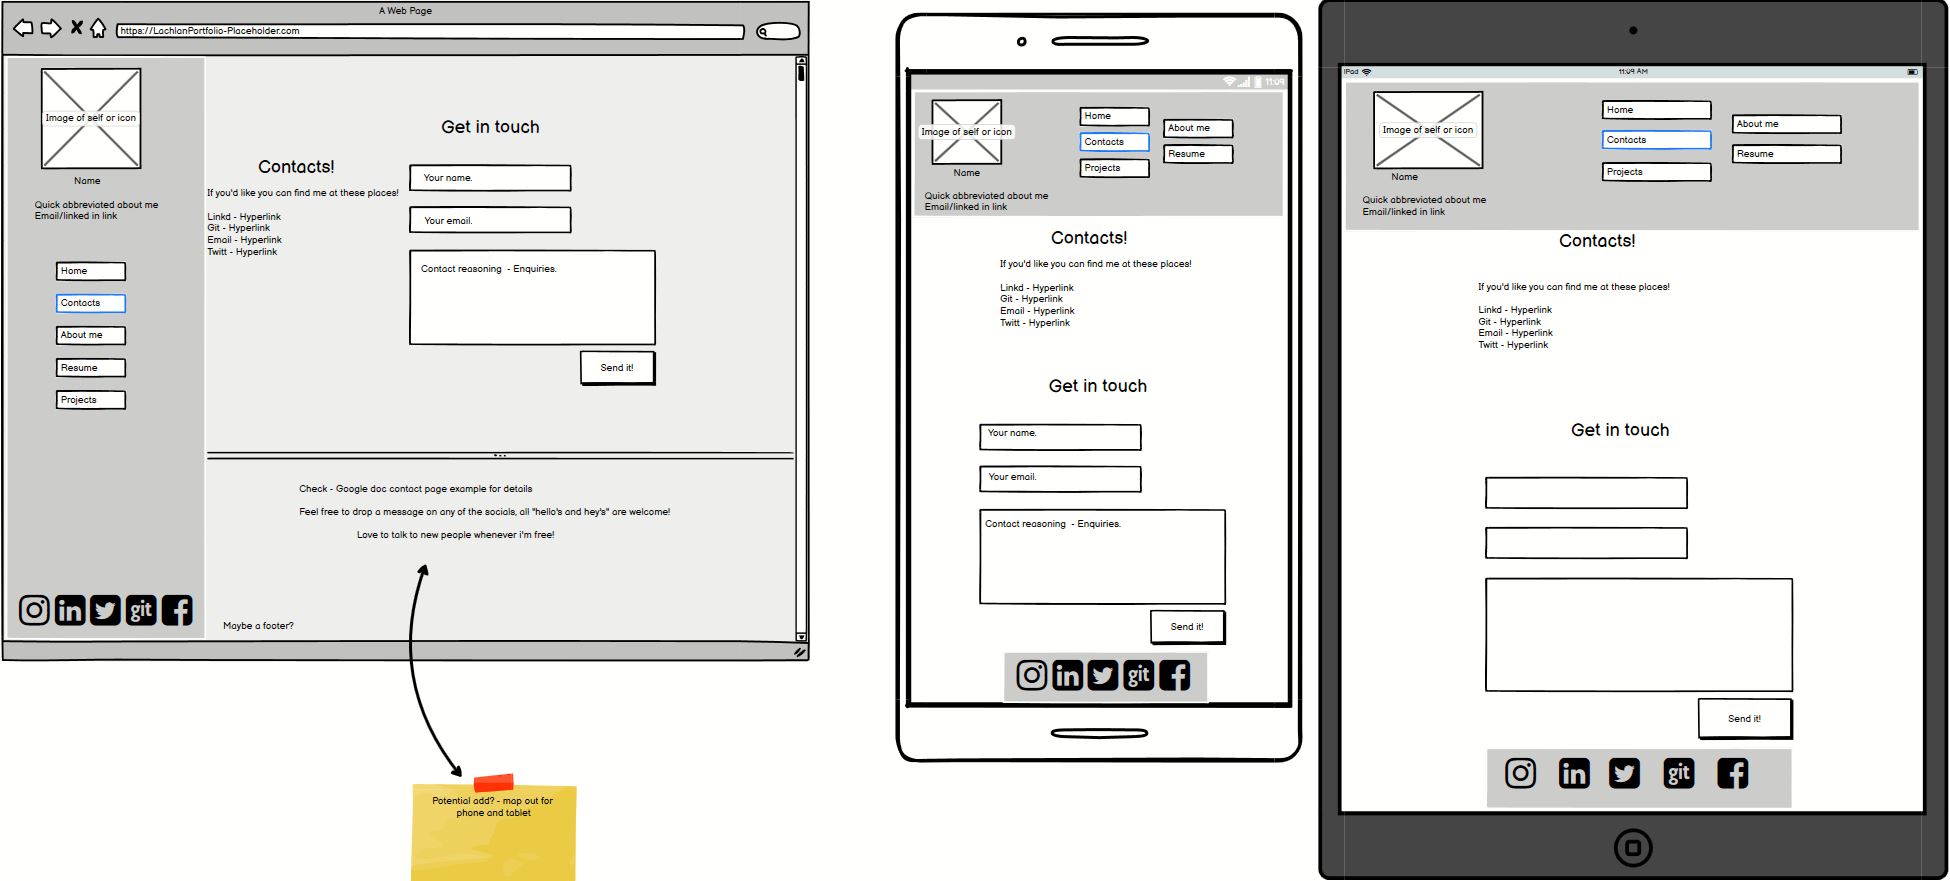 A Web Page
https://LachlanPortfolio-Placeholder.com
Image of self or icon
Name
Quick abbreviated about me
Email/linked in link
Home
Contacts
About me
Resume
Projects
git
Contacts!
If you'd like you can find me at these places!
Linkd - Hyperlink
Git - Hyperlink
Email - Hyperlink
Twitt - Hyperlink
Get in touch
Your name.
Your email.
Contact reasoning - Enquiries.
Send it!
Check - Google doc contact page example for details
Feel free to drop a message on any of the socials, all "hello's and hey's" are welcome!
Love to talk to new people whenever i'm free!
Maybe a footer?
Potential add? - map out for
phone and tablet
11:09
Image of self or icon
Name
Quick abbreviated about me
Email/linked in link
Home
Contacts
Projects
About me
Resume
Contacts!
If you'd like you can find me at these places!
Linkd - Hyperlink
Git - Hyperlink
Email - Hyperlink
Twitt - Hyperlink
Get in touch
Your name.
Your email.
Contact reasoning - Enquiries.
Send it!
git
iPad
11:09 AM
Image of self or icon
Name
Quick abbreviated about me
Email/linked in link
Home
Contacts
Projects
About me
Resume
Contacts!
If you'd like you can find me at these places!
Linkd - Hyperlink
Git - Hyperlink
Email - Hyperlink
Twitt - Hyperlink
Get in touch
Send it!
git